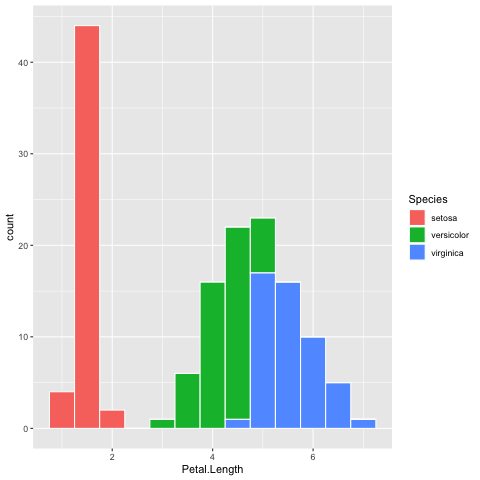 40
30
20
10
0
count
2 4 6
Petal.Length
Species
setosa
versicolor
virginica